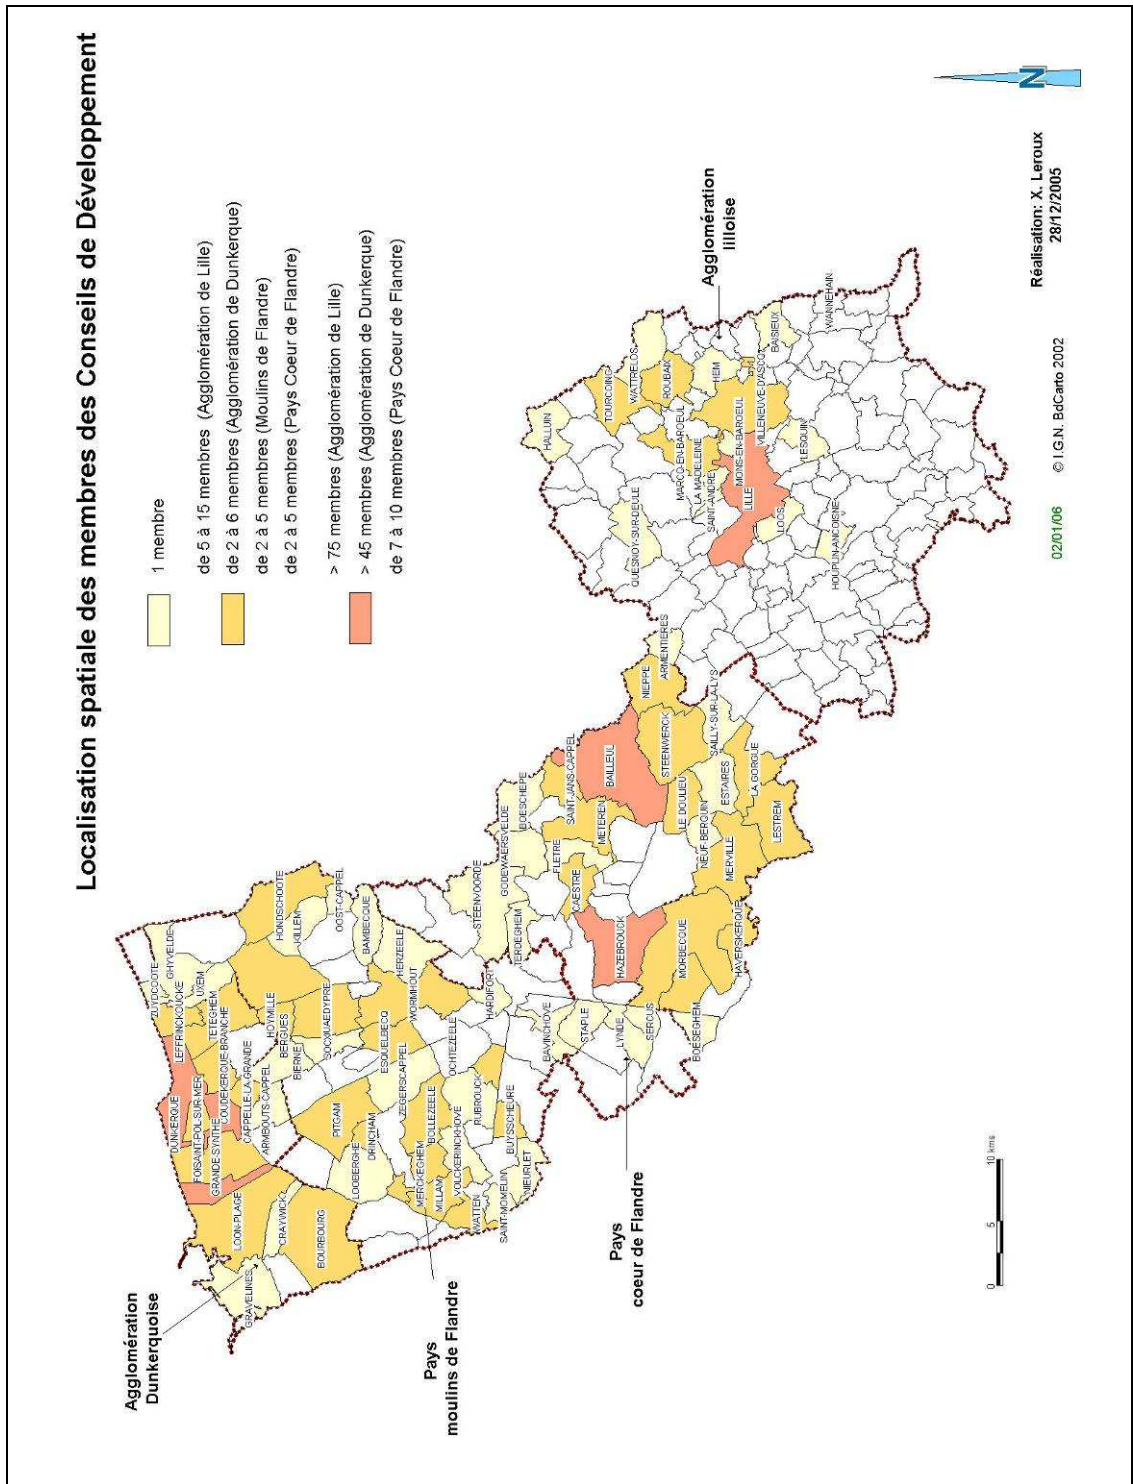 Localisation spatiale des membres des Conseils de Développement
1 membre
de 5 à 15 membres (Agglomération de Lille)
de 2 à 6 membres (Agglomération de Dunkerque)
de 2 à 5 membres (Moulins de Flandre)
de 2 à 5 membres (Pays Coeur de Flandre)
> 75 membres (Agglomération de Lille)
> 45 membres (Agglomération de Dunkerque)
de 7 à 10 membres (Pays Coeur de Flandre)
N
Agglomération
Dunkerquoise
Pays
moulins de Flandre
Pays
coeur de Flandre
Agglomération
lilloise
ZUYDCOOTE
GHYVELDE
LEFFRINCKOUCKE
UXEM
TETEGHEM
DUNKERQUE
FOISAINT-POL-SUR-MER
GRANDE-SYNTHE
COUDEKERQUE-BRANCHE
CAPPELLE-LA-GRANDE
ARMBOUTS-CAPPEL
LOON-PLAGE
CRAYWICK
GRAVELINES
BOURBOURG
HONDSCHOOTE
KILLEM
OOST-CAPPEL
BAMBECQUE
HOYMILLE
BERGUES
BIERNE
SOCXUAEDYPRE
HERZEELE
WORMHOUT
ESQUELBECQ
PITGAM
DRINCHAM
LOOBERGHE
ZEGERSCAPPEL
OCHTEZEELE
HARDIFORT
MERCKEGHEM
BOLLEZEELE
MILLAM
VOLCKERINCKHOVE
RUBROUCK
WATTEN
BUYSSCHEURE
SAINT-MOMELIN
NIEURLET
STEENVOORDE
TERDEGHEM
GODEWAERSVELDE
BOESCHEPE
SAINT-JANS-CAPPEL
FLETRE
METEREN
CAESTRE
BAILLEUL
BAVINCHOVE
STAPLE
LYNDE
SERCUS
HAZEBROUCK
MORBECQUE
BOESEGHEM
HAVERSKERQUE
NIEPPE
STEENWERCK
LE DOULIEU
NEUF-BERQUIN
ESTAIRES
SAILLY-SUR-LA-LYS
MERVILLE
LA GORGUE
LESTREM
ARMENTIERES
HALLUIN
TOURCOING
WATTRELOS
ROUBAIX
QUESNOY-SUR-DEULE
MARCQ-EN-BAROEUL
HEM
LA MADELEINE
SAINT-ANDRE
MONS-EN-BAROEUL
VILLENEUVE-D'ASCQ
LILLE
BAISIEUX
LOOS
LESQUIN
HOUPLIN-ANCOISNE
WANNEHAIN
0 5 10 kms
02/01/06
© I.G.N. BdCarto 2002
Réalisation: X. Leroux
28/12/2005